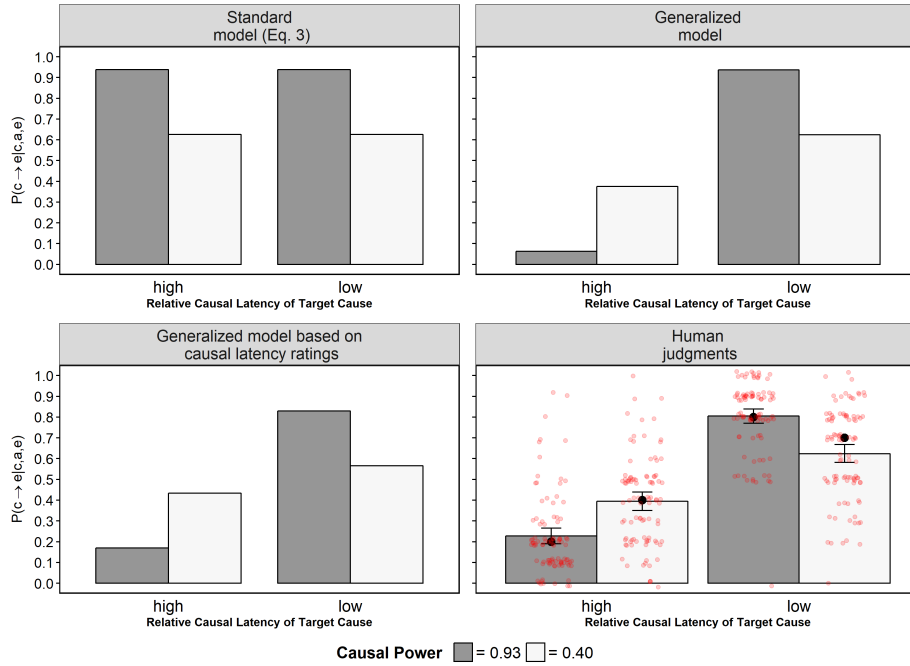 Standard
model (Eq. 3)
Generalized
model
P(c → e|c,a,e)
1.0
0.9
0.8
0.7
0.6
0.5
0.4
0.3
0.2
0.1
0.0
high
low
Relative Causal Latency of Target Cause
high
low
Relative Causal Latency of Target Cause
Generalized model based on
causal latency ratings
Human
judgments
P(c → e|c,a,e)
1.0
0.9
0.8
0.7
0.6
0.5
0.4
0.3
0.2
0.1
0.0
high
low
Relative Causal Latency of Target Cause
high
low
Relative Causal Latency of Target Cause
Causal Power = 0.93 = 0.40